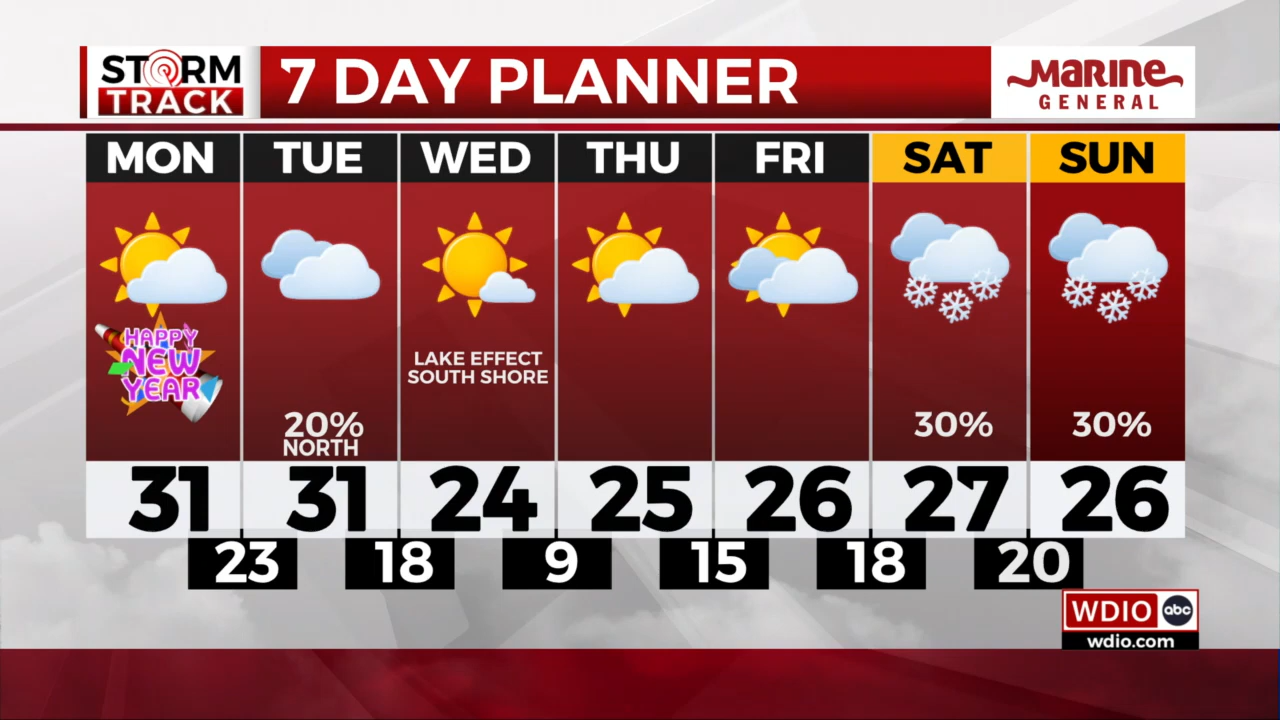 STORM
TRACK
7 DAY PLANNER
MARINE
GENERAL
MON TUE WED THU FRI SAT SUN
HAPPY
NEW
YEAR
LAKE EFFECT
SOUTH SHORE
20%
NORTH
30% 30%
31 31 24 25 26 27 26
23 18 9 15 18 20
WDIO abc
wdio.com